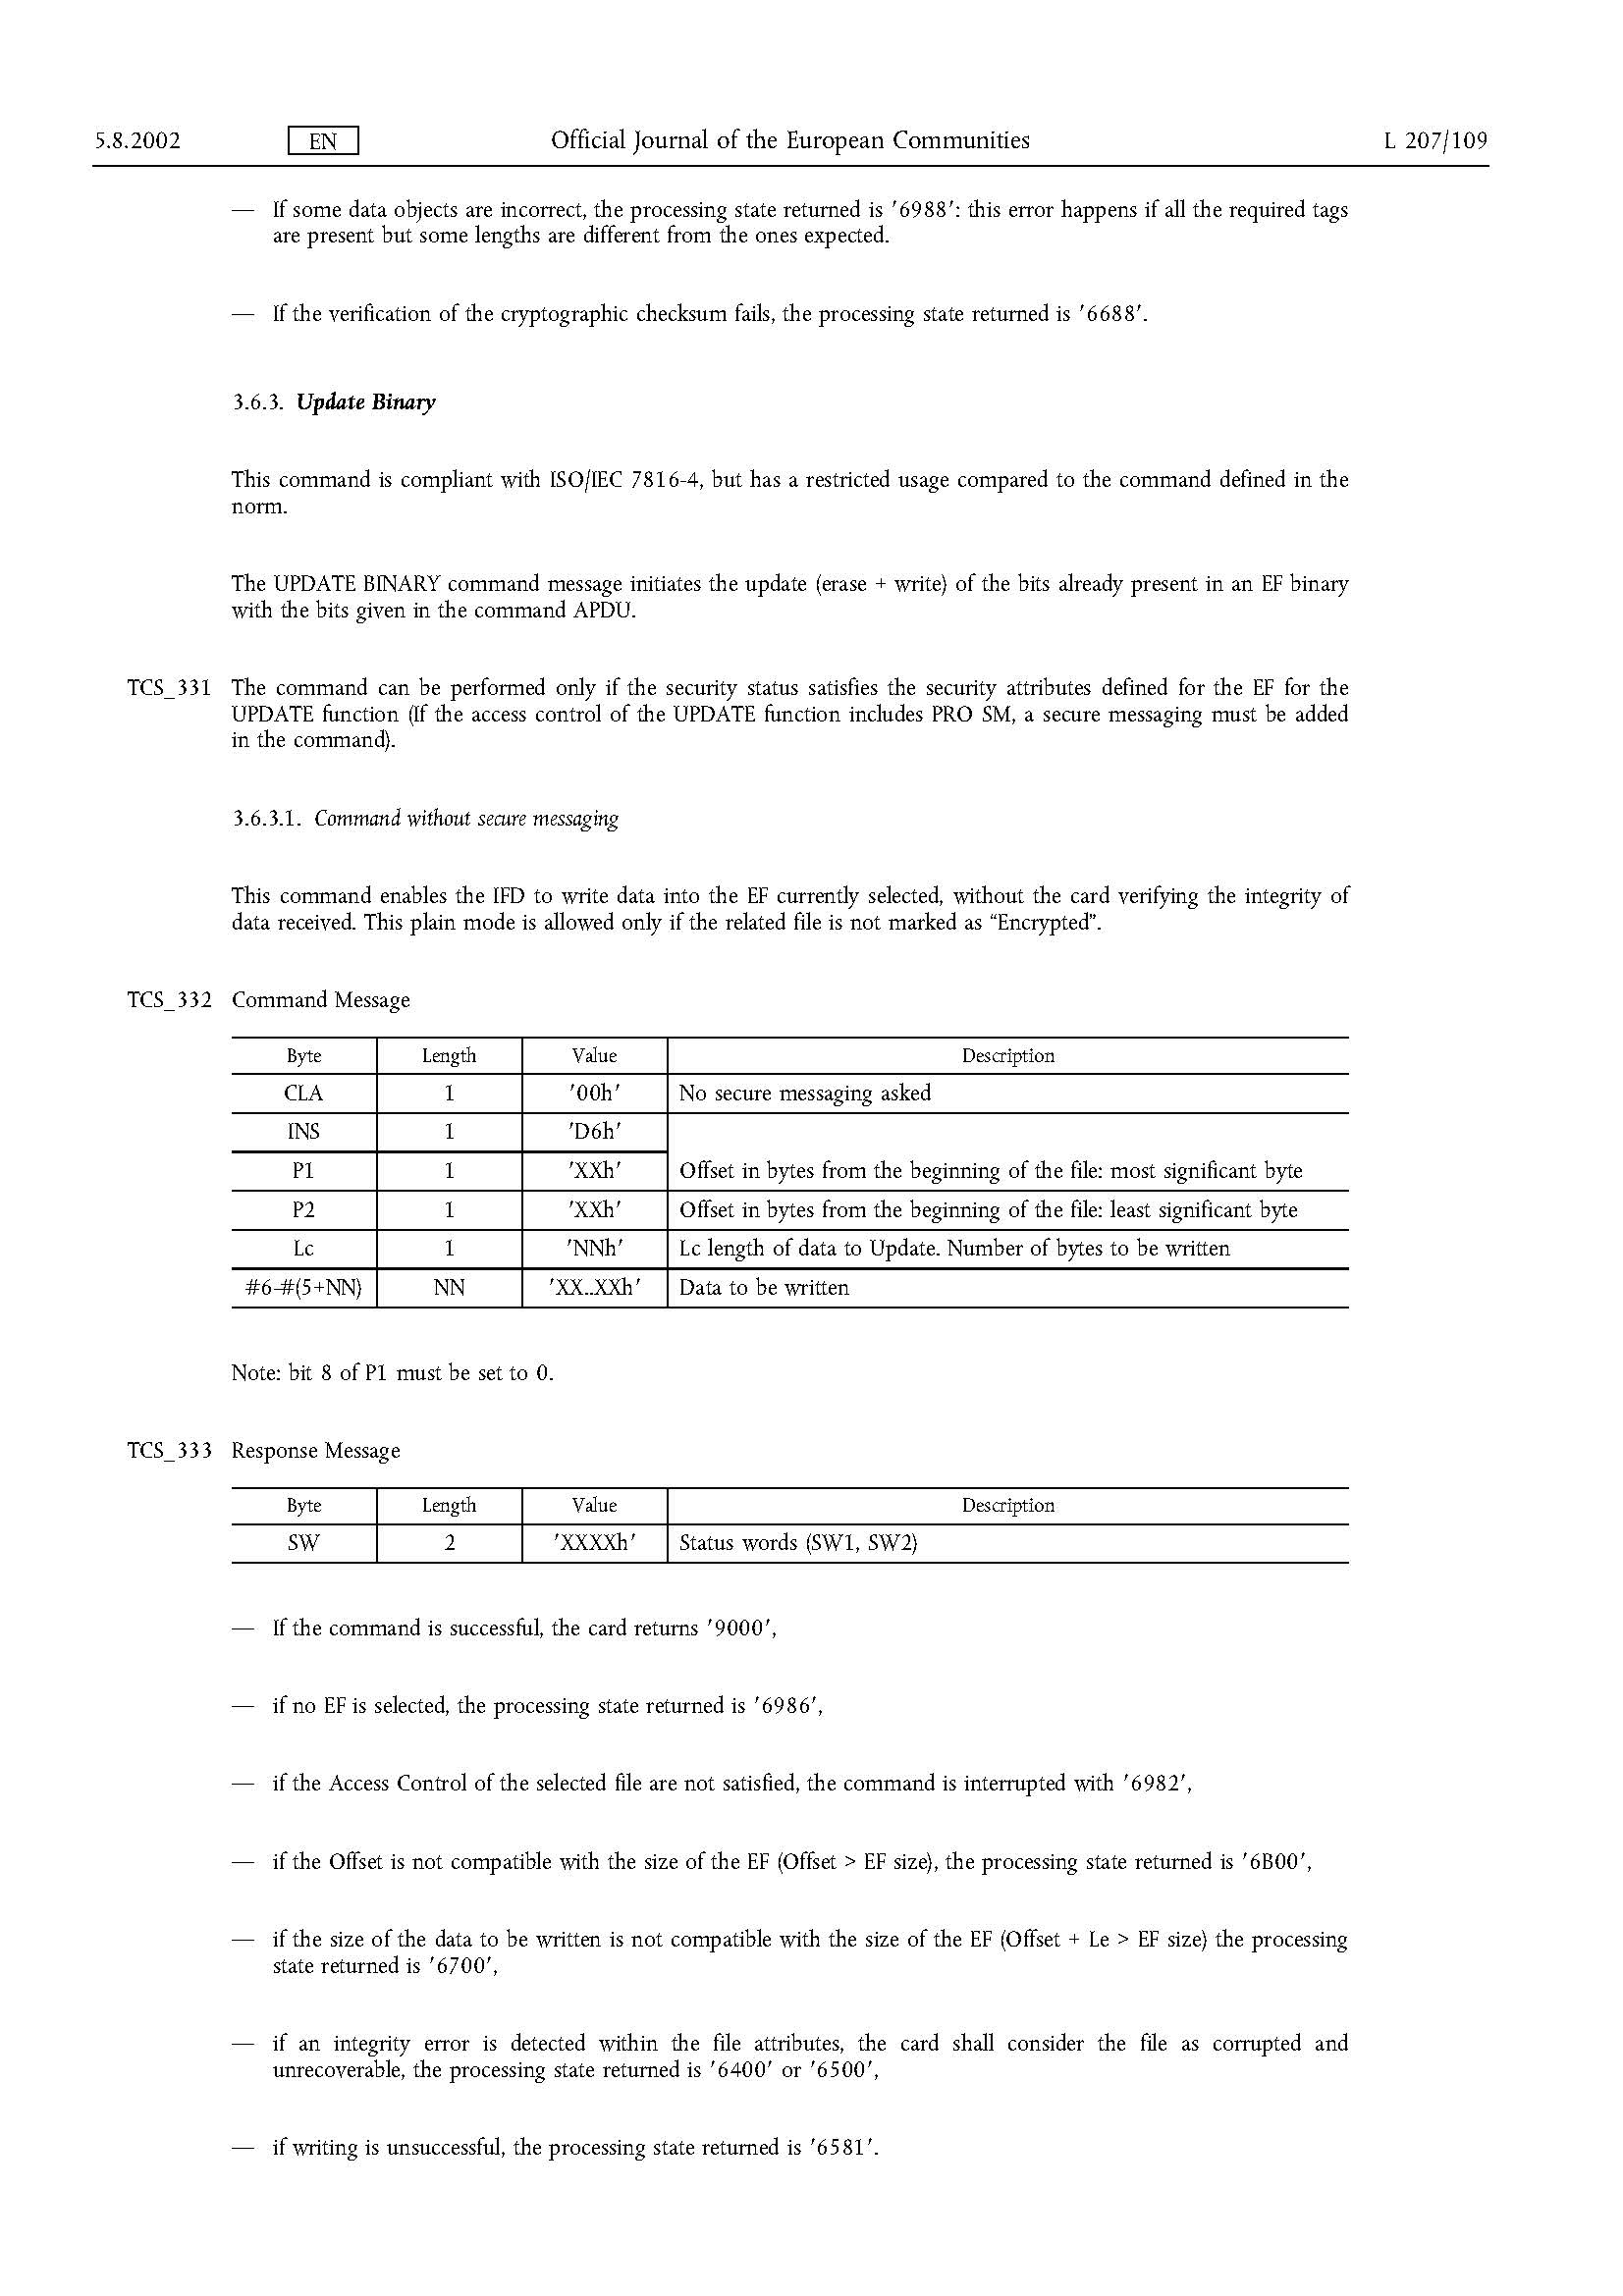 5.8.2002 EN Official Journal of the European Communities L 207/109
— If some data objects are incorrect, the processing state returned is '6988': this error happens if all the required tags
are present but some lengths are different from the ones expected.
— If the verification of the cryptographic checksum fails, the processing state returned is '6688'.
3.6.3. Update Binary
This command is compliant with ISO/IEC 7816-4, but has a restricted usage compared to the command defined in the
norm.
The UPDATE BINARY command message initiates the update (erase + write) of the bits already present in an EF binary
with the bits given in the command APDU.
TCS_331 The command can be performed only if the security status satisfies the security attributes defined for the EF for the
UPDATE function (If the access control of the UPDATE function includes PRO SM, a secure messaging must be added
in the command).
3.6.3.1. Command without secure messaging
This command enables the IFD to write data into the EF currently selected, without the card verifying the integrity of
data received. This plain mode is allowed only if the related file is not marked as “Encrypted”.
TCS_332 Command Message
Byte Length Value Description
CLA 1 '00h' No secure messaging asked
INS 1 'D6h'
P1 1 'XXh' Offset in bytes from the beginning of the file: most significant byte
P2 1 'XXh' Offset in bytes from the beginning of the file: least significant byte
Lc 1 'NNh' Lc length of data to Update. Number of bytes to be written
#6-#(5+NN) NN 'XX..XXh' Data to be written
Note: bit 8 of P1 must be set to 0.
TCS_333 Response Message
Byte Length Value Description
SW 2 'XXXXh' Status words (SW1, SW2)
— If the command is successful, the card returns '9000',
— if no EF is selected, the processing state returned is '6986',
— if the Access Control of the selected file are not satisfied, the command is interrupted with '6982',
— if the Offset is not compatible with the size of the EF (Offset > EF size), the processing state returned is '6B00',
— if the size of the data to be written is not compatible with the size of the EF (Offset + Le > EF size) the processing
state returned is '6700',
— if an integrity error is detected within the file attributes, the card shall consider the file as corrupted and
unrecoverable, the processing state returned is '6400' or '6500',
— if writing is unsuccessful, the processing state returned is '6581'.